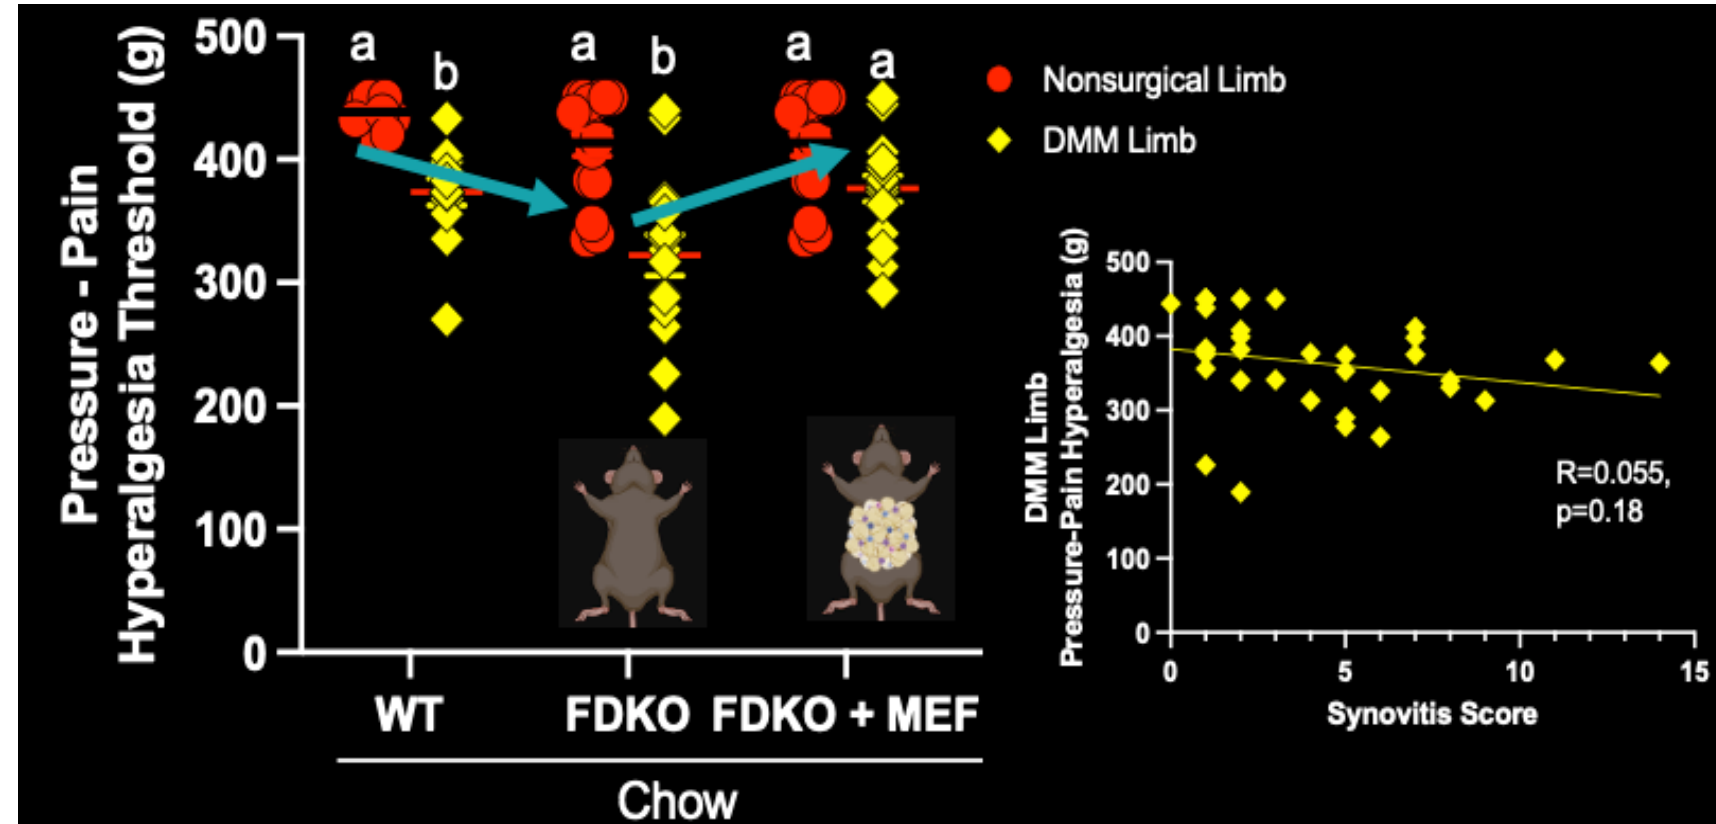 Pressure - Pain
Hyperalgesia Threshold (g)
500
400
300
200
100
0
a
b
a
b
a
a
WT
FDKO
FDKO + MEF
Chow
Nonsurgical Limb
DMM Limb
DMM Limb
Pressure-Pain Hyperalgesia (g)
500
400
300
200
100
0
R=0.055,
p=0.18
0
5
10
15
Synovitis Score